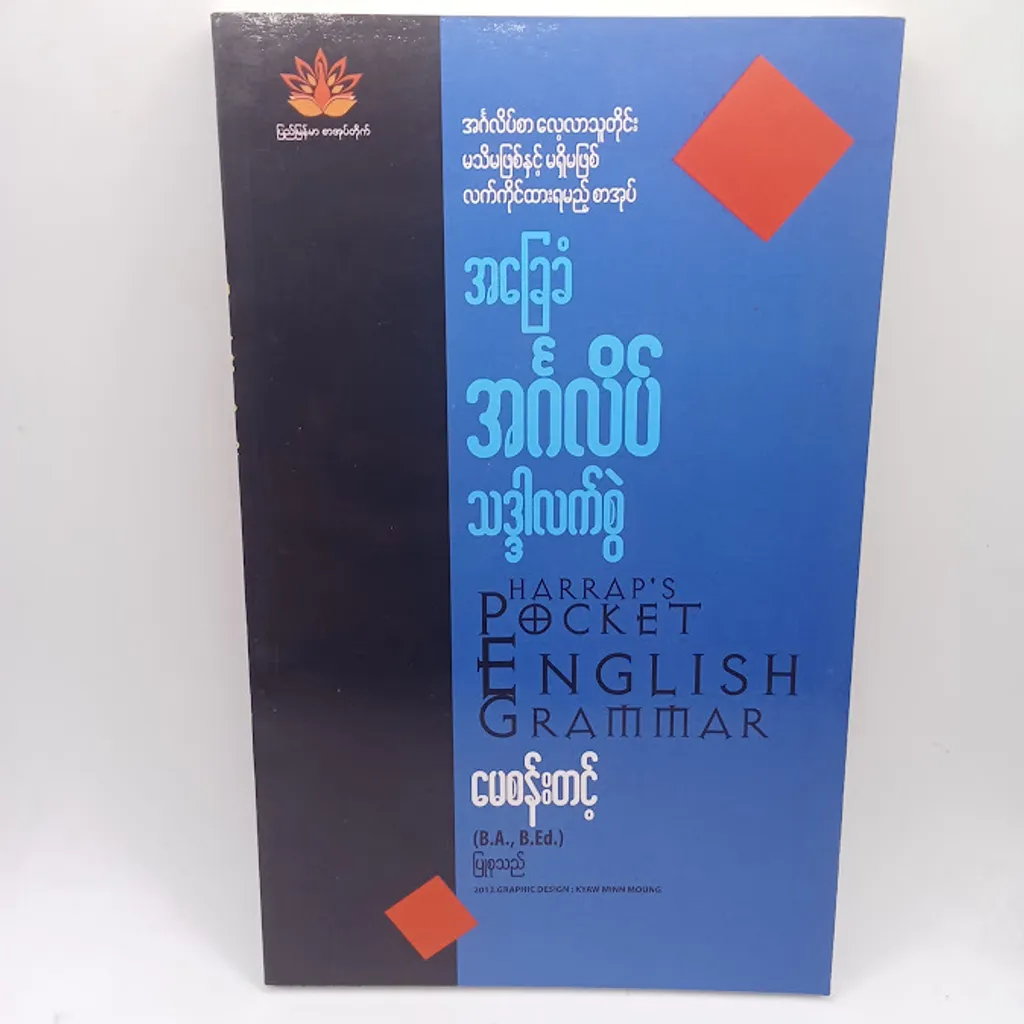 ပြည်မြန်မာ စာအုပ်တိုက်
အင်္ဂလိပ်စာ လေ့လာသူတိုင်း
မသိမဖြစ်နှင့် မရှိမဖြစ်
လက်ကိုင်ထားရမည့် စာအုပ်
အခြေခံ
အင်္ဂလိပ်
သဒ္ဒါလက်စွဲ
HARRAP'S
POCKET
ENGLISH
GRAMMAR
မေစန်းတင့်
(B.A., B.Ed.)
ပြုစုသည်
2013.GRAPHIC DESIGN : KYAW MINN MOUNG